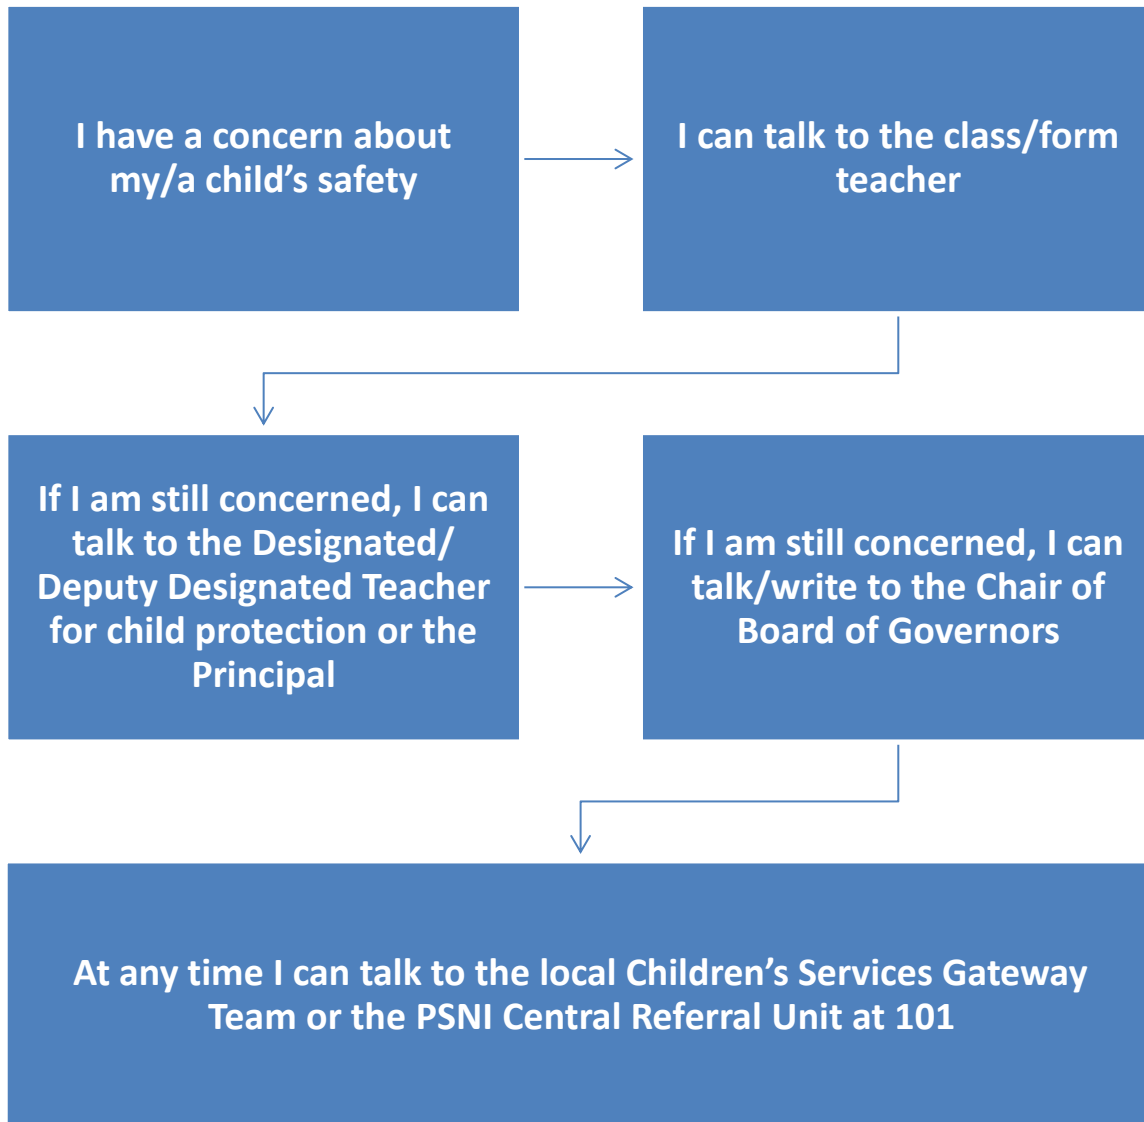 I have a concern about
my/a child’s safety
I can talk to the class/form
teacher
If I am still concerned, I can
talk to the Designated/
Deputy Designated Teacher
for child protection or the
Principal
If I am still concerned, I can
talk/write to the Chair of
Board of Governors
At any time I can talk to the local Children’s Services Gateway
Team or the PSNI Central Referral Unit at 101